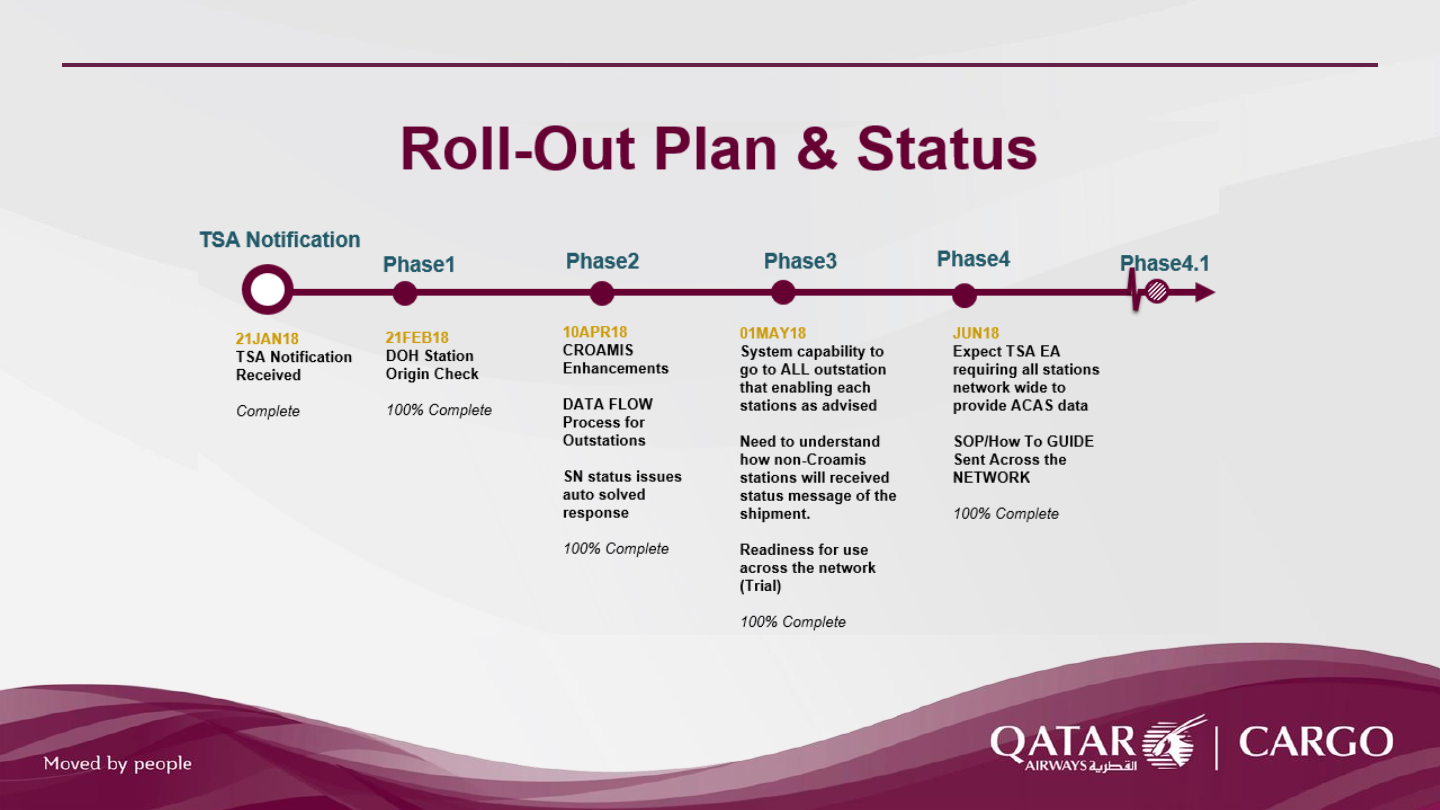 Roll-Out Plan & Status
TSA Notification
21JAN18
TSA Notification
Received
Complete
Phase1
21FEB18
DOH Station
Origin Check
100% Complete
Phase2
10APR18
CROAMIS
Enhancements
DATA FLOW
Process for
Outstations
SN status issues
auto solved
response
100% Complete
Phase3
01MAY18
System capability to
go to ALL outstation
that enabling each
stations as advised
Need to understand
how non-Croamis
stations will received
status message of the
shipment.
Readiness for use
across the network
(Trial)
100% Complete
Phase4
JUN18
Expect TSA EA
requiring all stations
network wide to
provide ACAS data
SOP/How To GUIDE
Sent Across the
NETWORK
100% Complete
Phase4.1
Moved by people
QATAR
AIRWAYS القطرية
CARGO